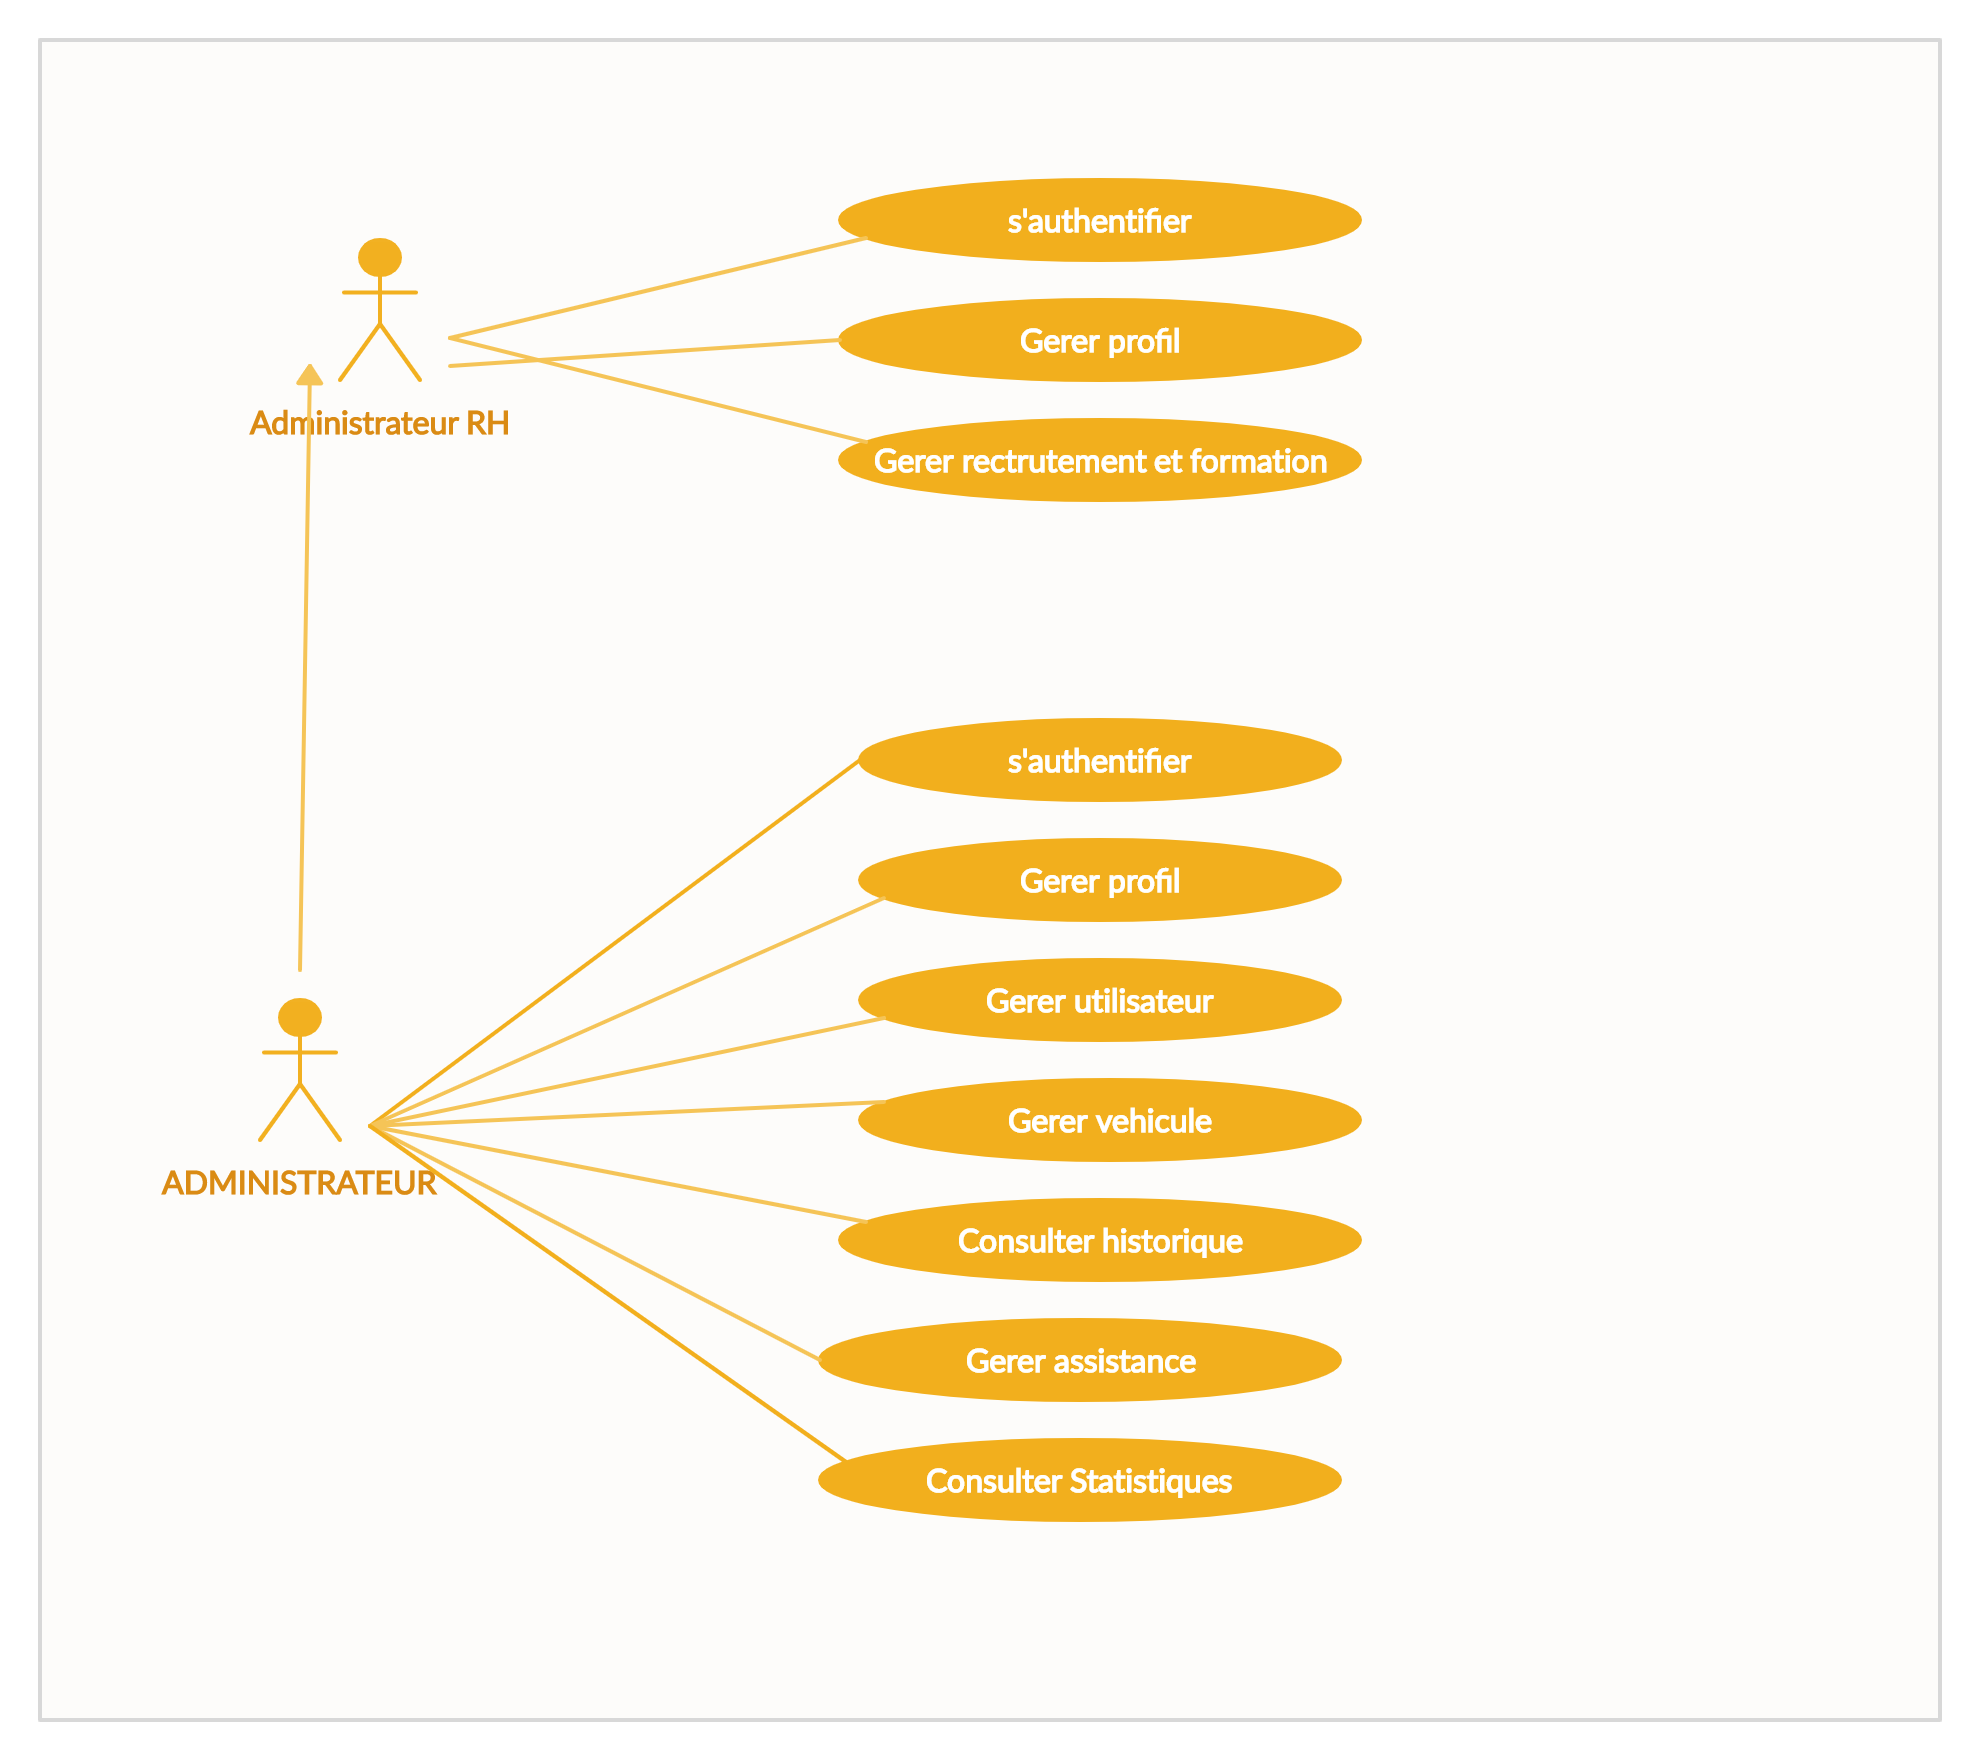 s'authentifier
Gerer profil
Administrateur RH
Gerer rectrutement et formation
s'authentifier
Gerer profil
Gerer utilisateur
Gerer vehicule
ADMINISTRATEUR
Consulter historique
Gerer assistance
Consulter Statistiques